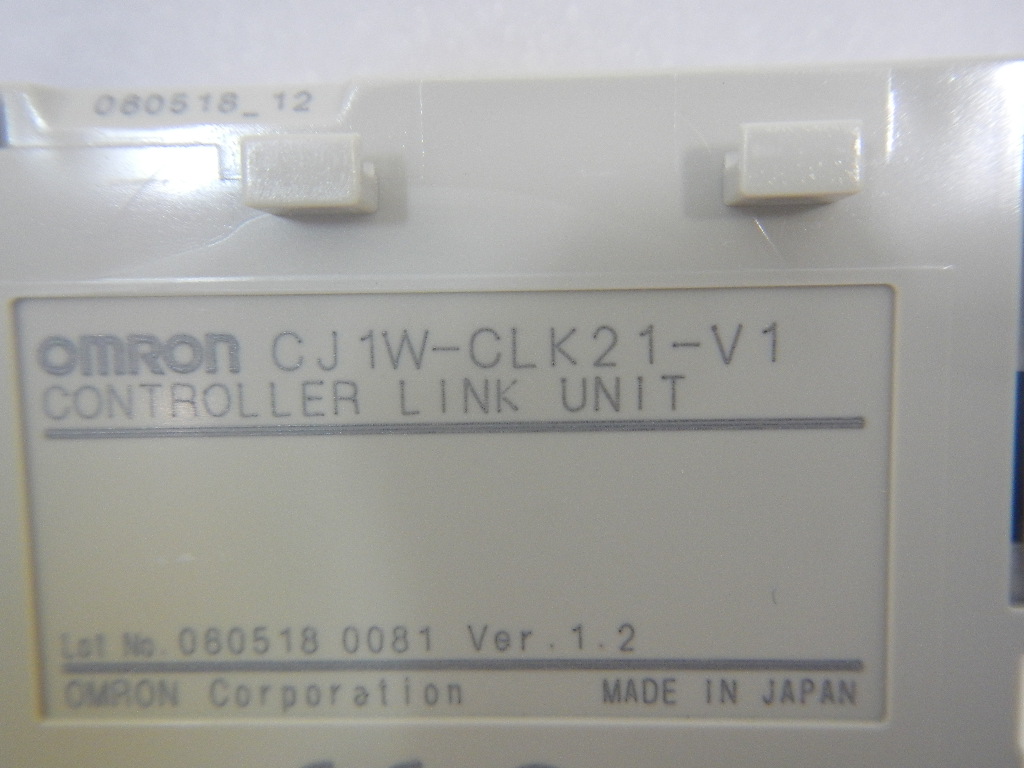 060518_12
OMRON CJ1W-CLK21-V1
CONTROLLER LINK UNIT
Lot No. 060518 0081 Ver.1.2
OMRON Corporation MADE IN JAPAN